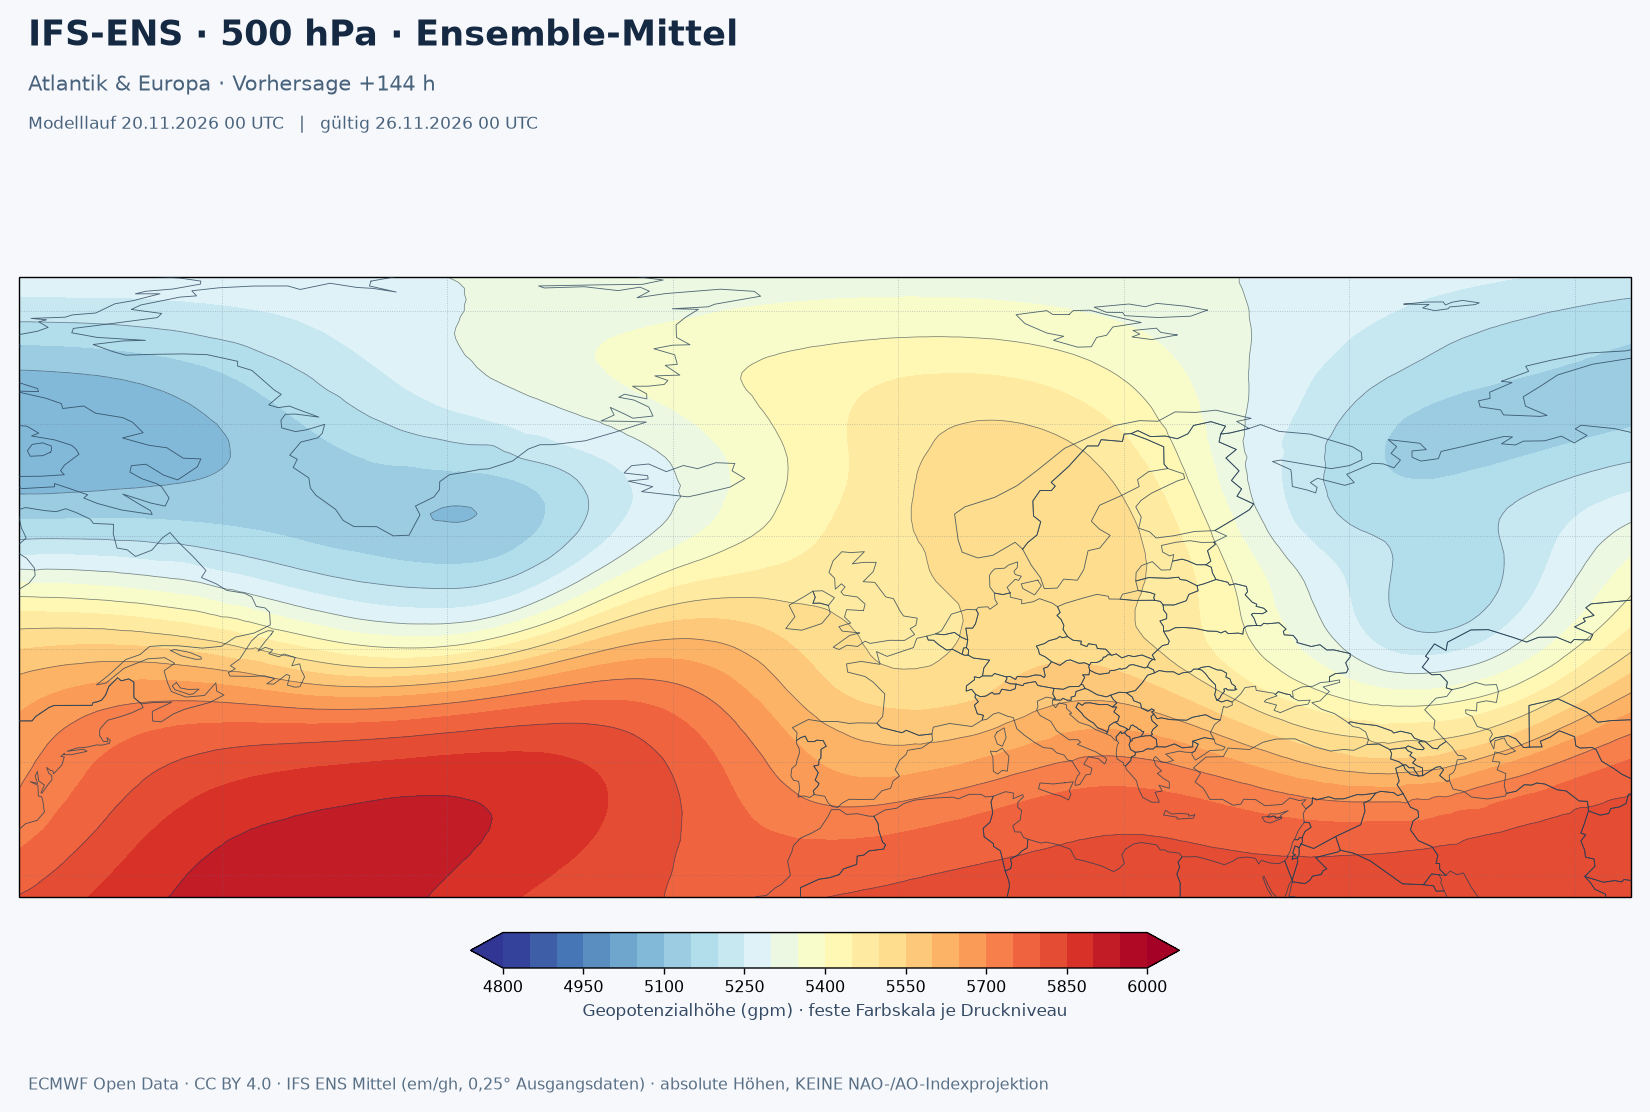 IFS-ENS · 500 hPa · Ensemble-Mittel
Atlantik & Europa · Vorhersage +144 h
Modelllauf 20.11.2026 00 UTC | gültig 26.11.2026 00 UTC
4800 4950 5100 5250 5400 5550 5700 5850 6000
Geopotenzialhöhe (gpm) · feste Farbskala je Druckniveau
ECMWF Open Data · CC BY 4.0 · IFS ENS Mittel (em/gh, 0,25° Ausgangsdaten) · absolute Höhen, KEINE NAO-/AO-Indexprojektion